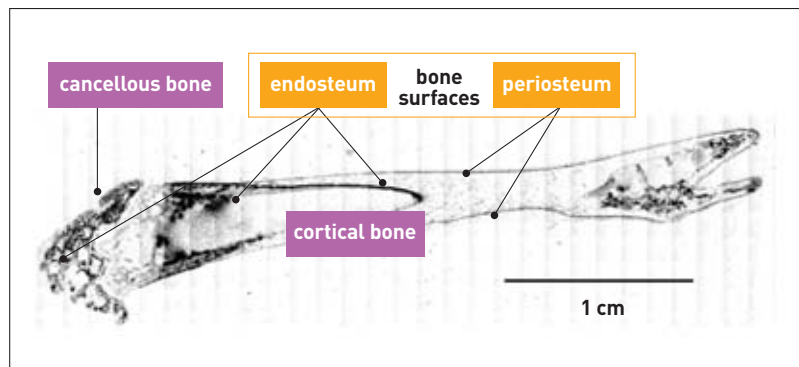 cancellous bone
endosteum
bone
surfaces
periosteum
cortical bone
1 cm